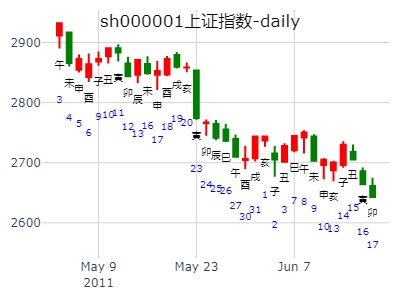 sh000001上证指数-daily
2900
2800
2700
2600
午 未 申 酉 子 丑 寅 卯 辰 未 申 酉 戌 亥 寅 卯 辰 巳 午 酉 戌 亥 子 丑 巳 午 未 申 亥 子 丑 寅 卯
3 4 5 6 9 10 11 12 13 16 17 18 19 20 23 24 25 26 27 30 31 1 2 3 7 8 9 10 13 14 15 16 17
May 9 May 23 Jun 7
2011